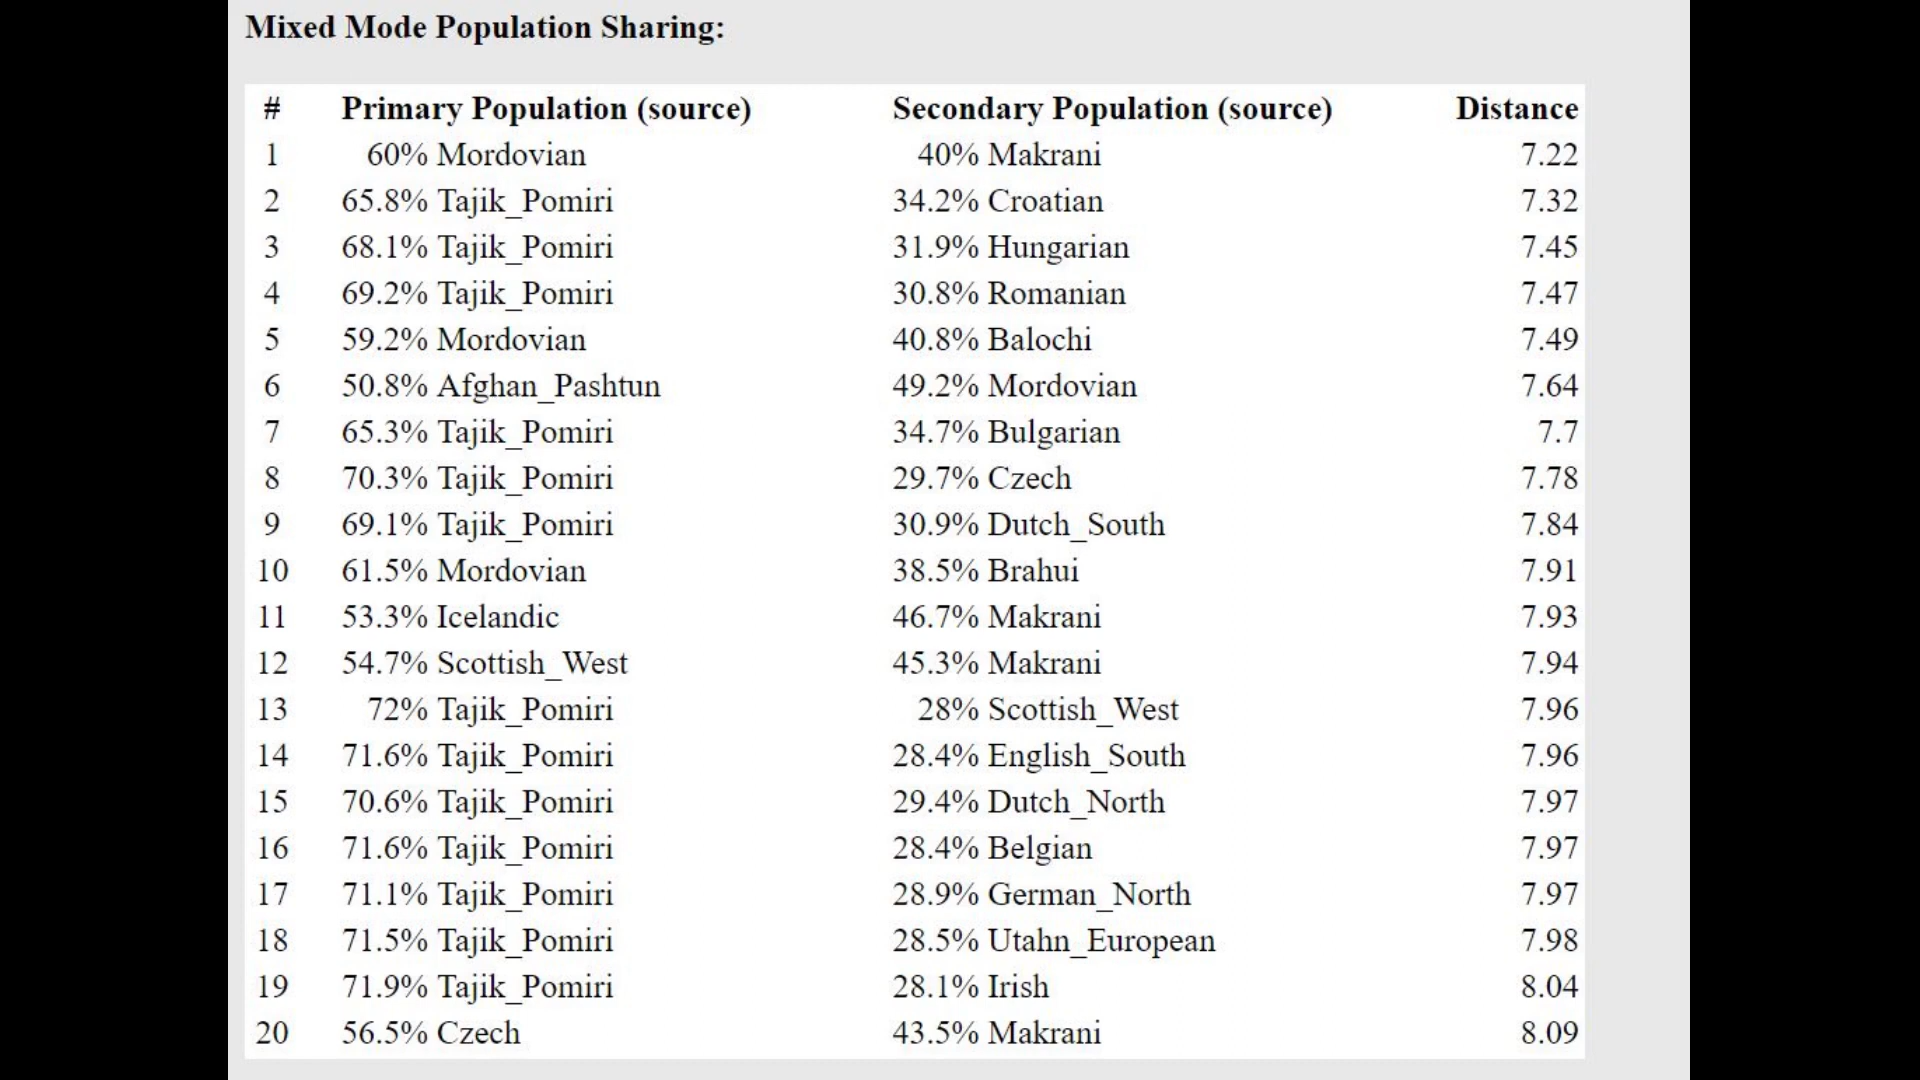 Mixed Mode Population Sharing:
# Primary Population (source) Secondary Population (source) Distance
1 60% Mordovian 40% Makrani 7.22
2 65.8% Tajik_Pomiri 34.2% Croatian 7.32
3 68.1% Tajik_Pomiri 31.9% Hungarian 7.45
4 69.2% Tajik_Pomiri 30.8% Romanian 7.47
5 59.2% Mordovian 40.8% Balochi 7.49
6 50.8% Afghan_Pashtun 49.2% Mordovian 7.64
7 65.3% Tajik_Pomiri 34.7% Bulgarian 7.7
8 70.3% Tajik_Pomiri 29.7% Czech 7.78
9 69.1% Tajik_Pomiri 30.9% Dutch_South 7.84
10 61.5% Mordovian 38.5% Brahui 7.91
11 53.3% Icelandic 46.7% Makrani 7.93
12 54.7% Scottish_West 45.3% Makrani 7.94
13 72% Tajik_Pomiri 28% Scottish_West 7.96
14 71.6% Tajik_Pomiri 28.4% English_South 7.96
15 70.6% Tajik_Pomiri 29.4% Dutch_North 7.97
16 71.6% Tajik_Pomiri 28.4% Belgian 7.97
17 71.1% Tajik_Pomiri 28.9% German_North 7.97
18 71.5% Tajik_Pomiri 28.5% Utahn_European 7.98
19 71.9% Tajik_Pomiri 28.1% Irish 8.04
20 56.5% Czech 43.5% Makrani 8.09